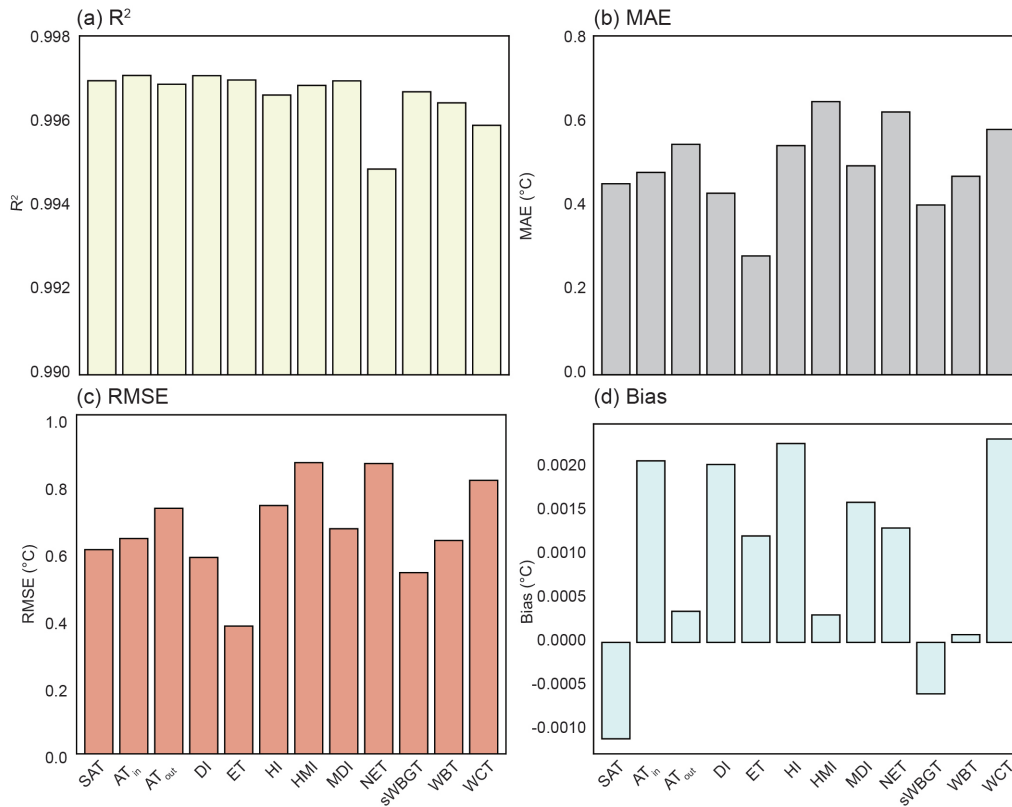 (a) R²
0.998
0.996
0.994
0.992
0.990
R²
(b) MAE
0.8
0.6
0.4
0.2
0.0
MAE (°C)
(c) RMSE
1.0
0.8
0.6
0.4
0.2
0.0
RMSE (°C)
SAT
AT in
AT out
DI
ET
HI
HMI
MDI
NET
sWBGT
WBT
WCT
(d) Bias
0.0020
0.0015
0.0010
0.0005
0.0000
-0.0005
-0.0010
Bias (°C)
SAT
AT in
AT out
DI
ET
HI
HMI
MDI
NET
sWBGT
WBT
WCT